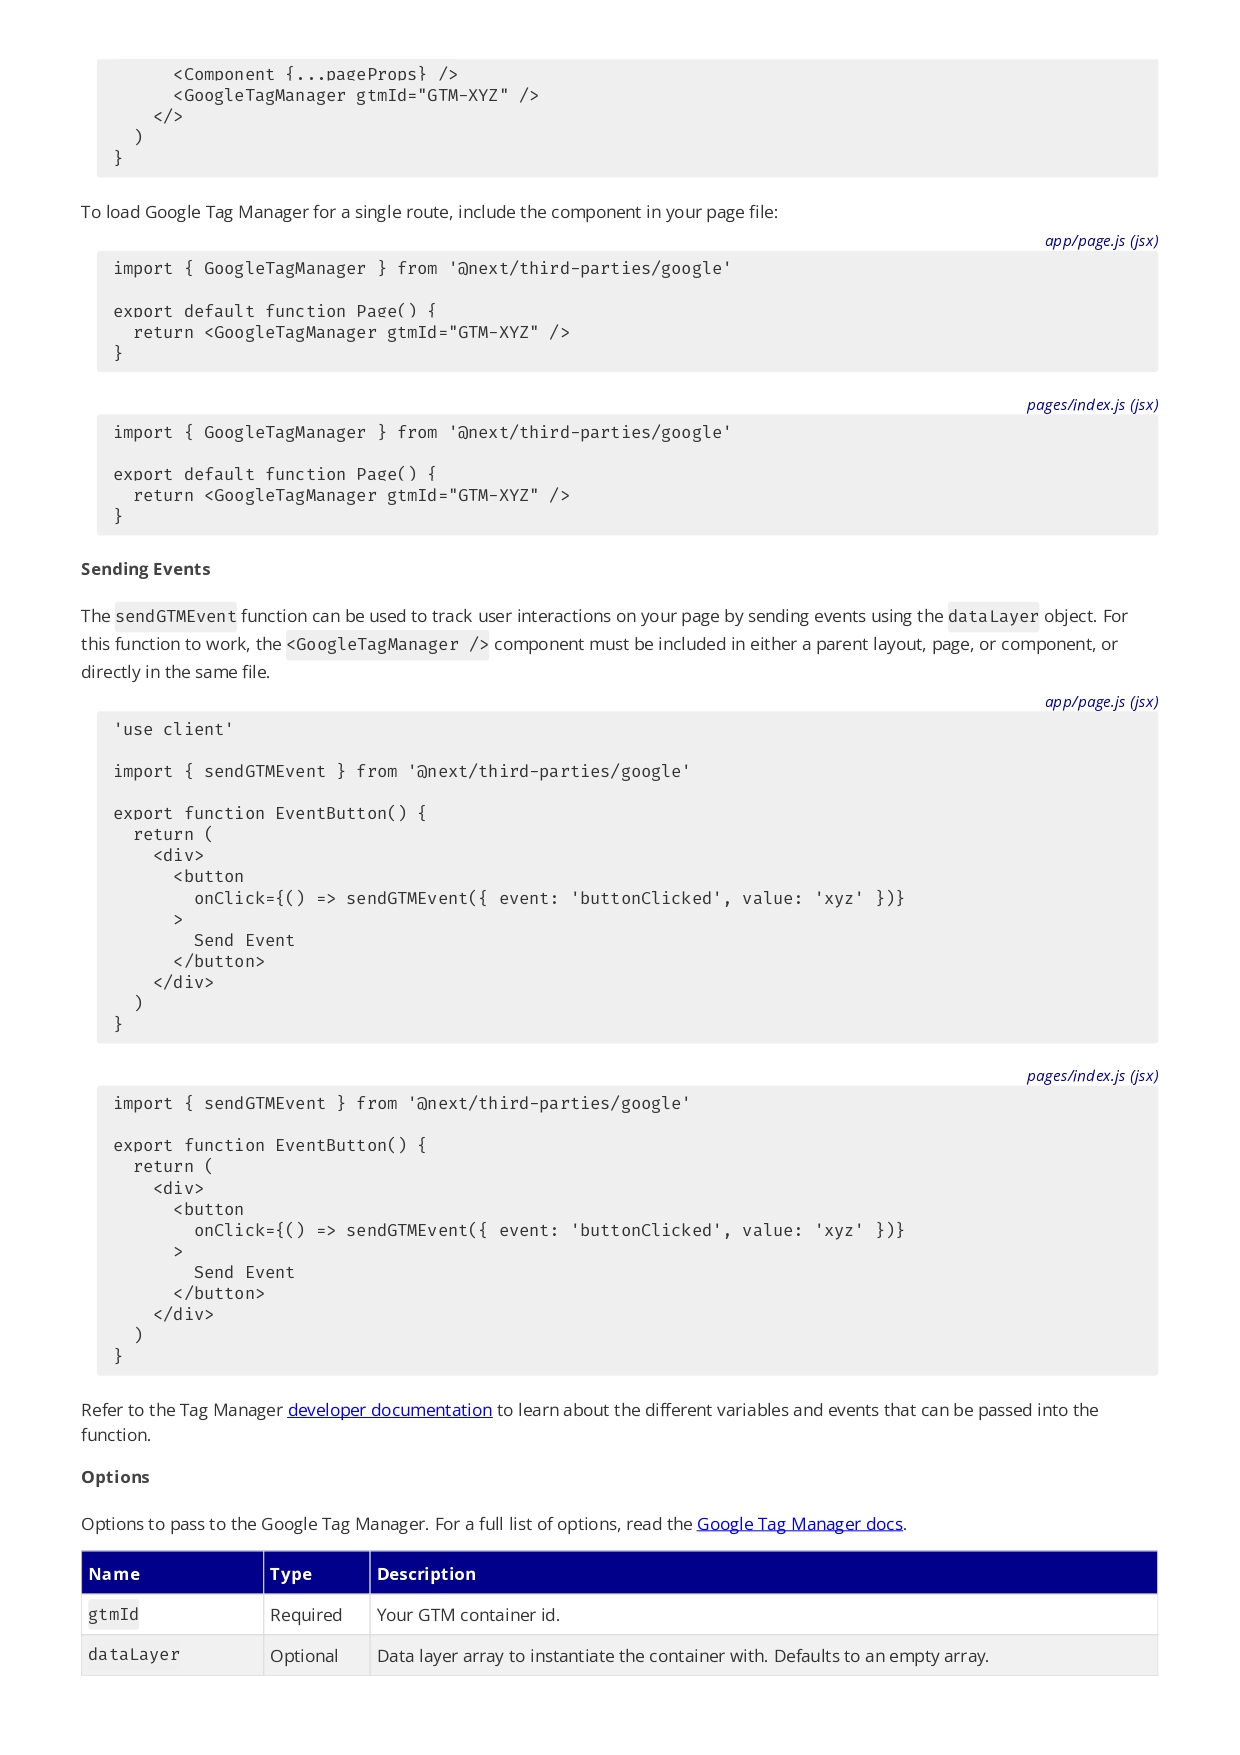 <Component {...pageProps} />
      <GoogleTagManager gtmId="GTM-XYZ" />
    </>
  )
}
To load Google Tag Manager for a single route, include the component in your page file:
app/page.js (jsx)
import { GoogleTagManager } from '@next/third-parties/google'

export default function Page() {
  return <GoogleTagManager gtmId="GTM-XYZ" />
}
pages/index.js (jsx)
import { GoogleTagManager } from '@next/third-parties/google'

export default function Page() {
  return <GoogleTagManager gtmId="GTM-XYZ" />
}
Sending Events
The sendGTMEvent function can be used to track user interactions on your page by sending events using the dataLayer object. For
this function to work, the <GoogleTagManager /> component must be included in either a parent layout, page, or component, or
directly in the same file.
app/page.js (jsx)
'use client'

import { sendGTMEvent } from '@next/third-parties/google'

export function EventButton() {
  return (
    <div>
      <button
        onClick={() => sendGTMEvent({ event: 'buttonClicked', value: 'xyz' })}
      >
        Send Event
      </button>
    </div>
  )
}
pages/index.js (jsx)
import { sendGTMEvent } from '@next/third-parties/google'

export function EventButton() {
  return (
    <div>
      <button
        onClick={() => sendGTMEvent({ event: 'buttonClicked', value: 'xyz' })}
      >
        Send Event
      </button>
    </div>
  )
}
Refer to the Tag Manager developer documentation to learn about the different variables and events that can be passed into the
function.
Options
Options to pass to the Google Tag Manager. For a full list of options, read the Google Tag Manager docs.
Name Type Description
gtmId Required Your GTM container id.
dataLayer Optional Data layer array to instantiate the container with. Defaults to an empty array.